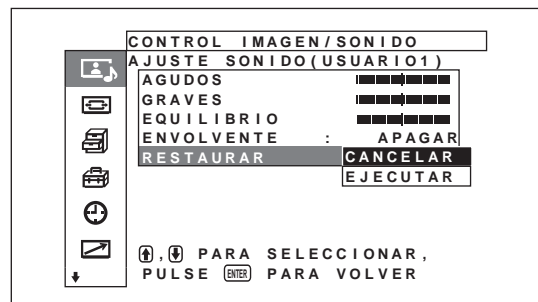 CONTROL IMAGEN/SONIDO
AJUSTE SONIDO(USUARIO1)
AGUDOS
GRAVES
EQUILIBRIO
ENVOLVENTE : APAGAR
RESTAURAR CANCELAR
EJECUTAR
, PARA SELECCIONAR,
PULSE ENTER PARA VOLVER